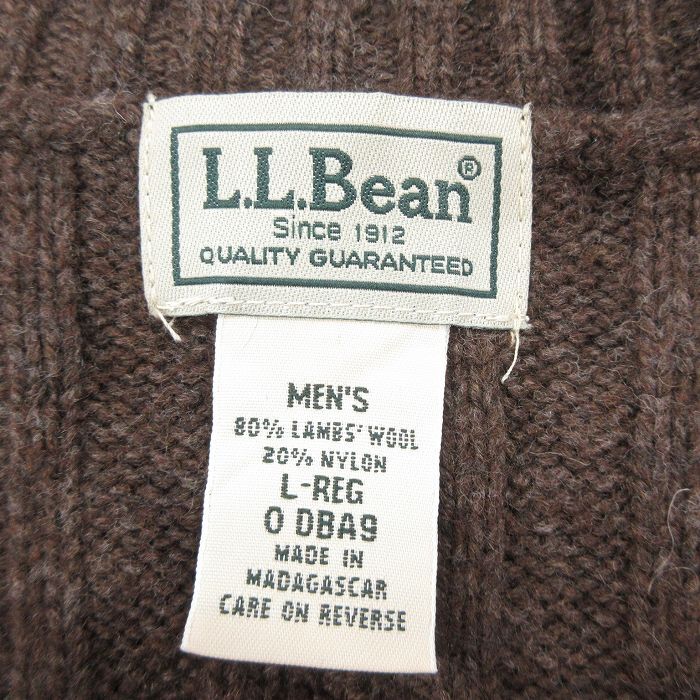 L.L.Bean®
Since 1912
QUALITY GUARANTEED
MEN'S
80% LAMBS' WOOL
20% NYLON
L-REG
0 DBA9
MADE IN
MADAGASCAR
CARE ON REVERSE